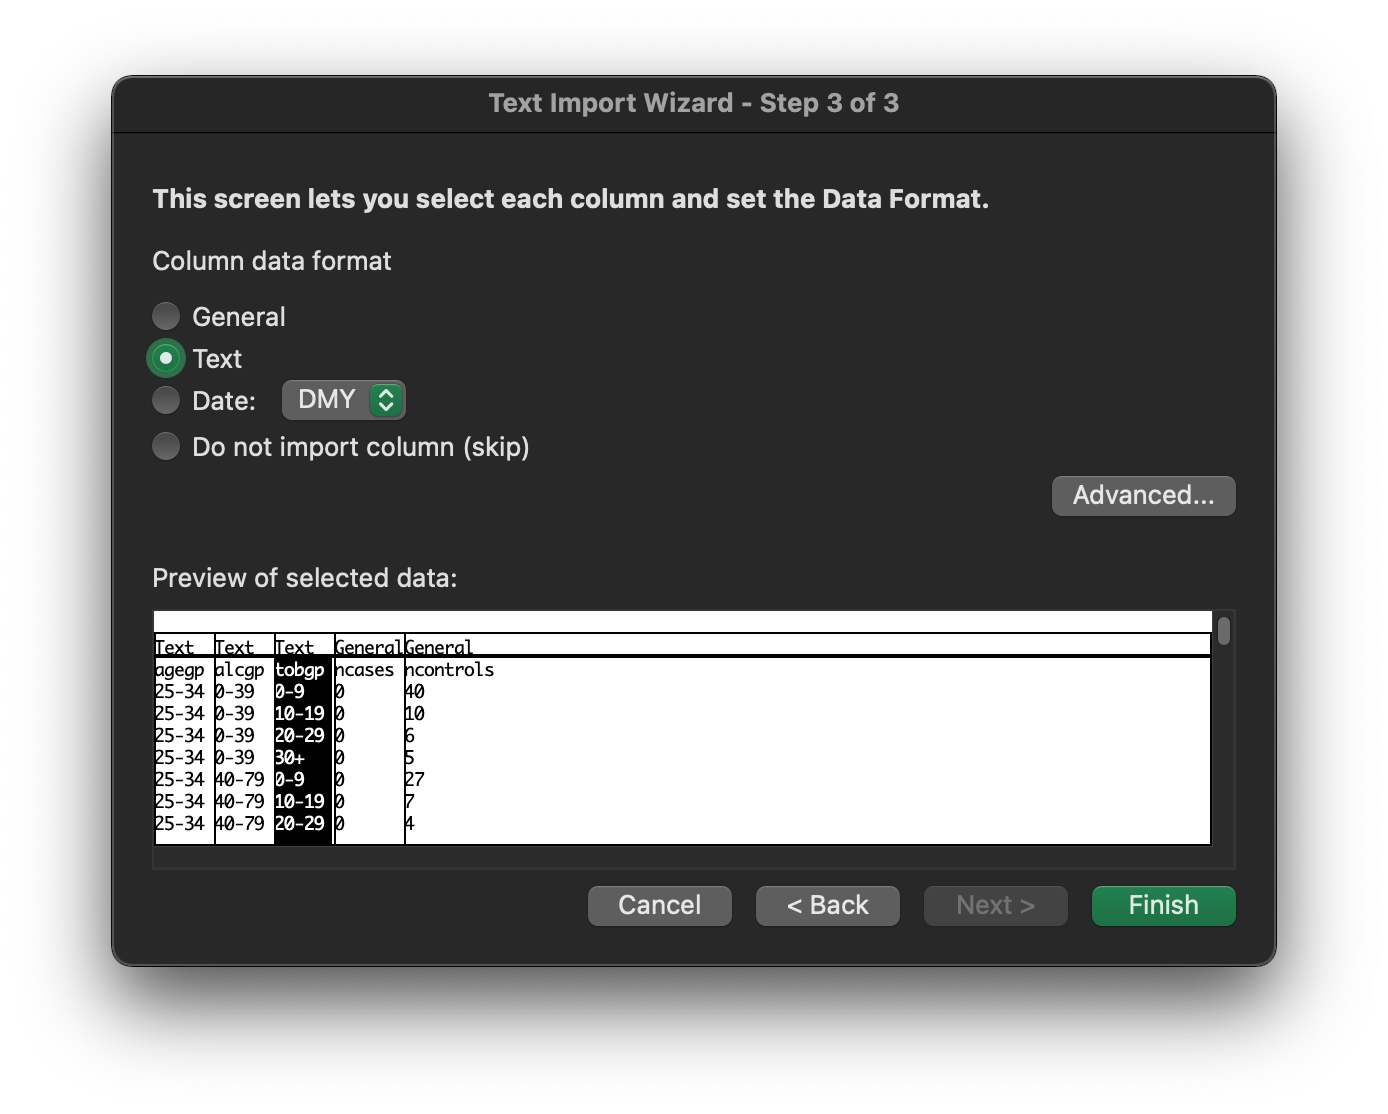 Text Import Wizard - Step 3 of 3
This screen lets you select each column and set the Data Format.
Column data format
General
Text
Date: DMY
Do not import column (skip)
Advanced...
Preview of selected data:
Text Text Text General General
agegp alcgp tobgp ncases ncontrols
25-34 0-39 0-9 0 40
25-34 0-39 10-19 0 10
25-34 0-39 20-29 0 6
25-34 0-39 30+ 0 5
25-34 40-79 0-9 0 27
25-34 40-79 10-19 0 7
25-34 40-79 20-29 0 4
Cancel < Back Next > Finish